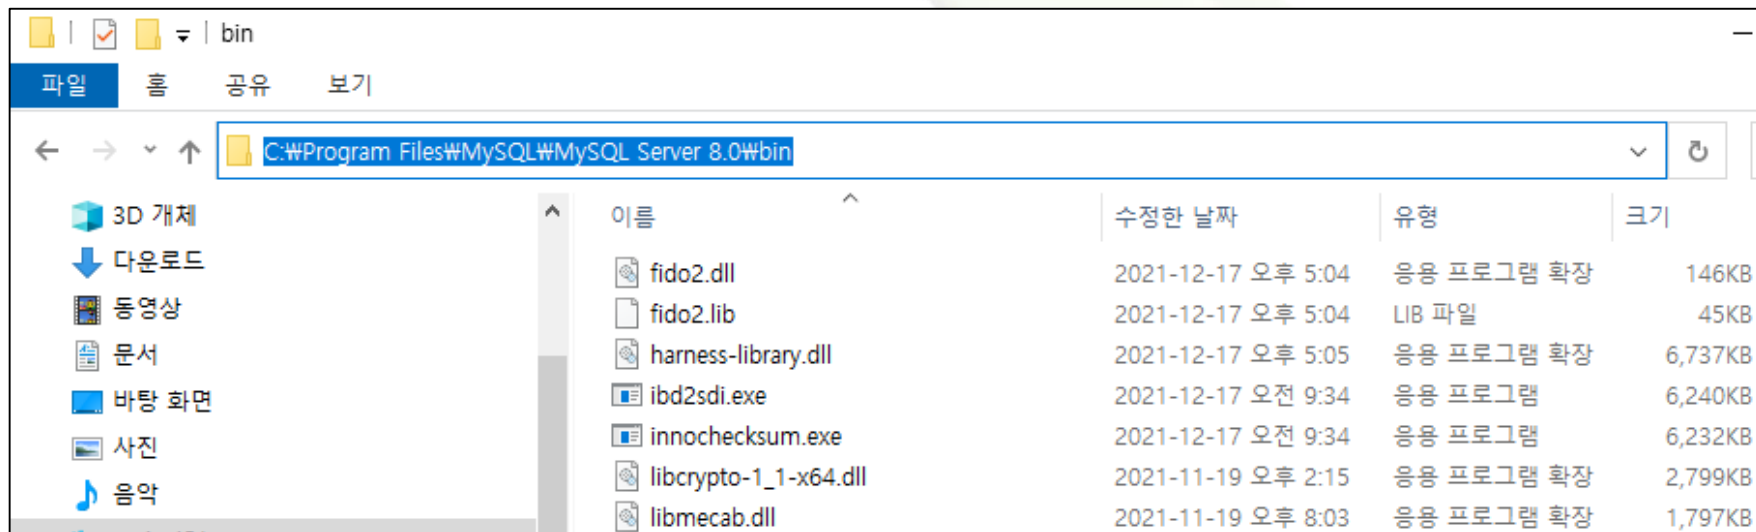 bin
파일 홈 공유 보기
C:₩Program Files₩MySQL₩MySQL Server 8.0₩bin
3D 개체
다운로드
동영상
문서
바탕 화면
사진
음악
이름 수정한 날짜 유형 크기
fido2.dll 2021-12-17 오후 5:04 응용 프로그램 확장 146KB
fido2.lib 2021-12-17 오후 5:04 LIB 파일 45KB
harness-library.dll 2021-12-17 오후 5:05 응용 프로그램 확장 6,737KB
ibd2sdi.exe 2021-12-17 오전 9:34 응용 프로그램 6,240KB
innochecksum.exe 2021-12-17 오전 9:34 응용 프로그램 6,232KB
libcrypto-1_1-x64.dll 2021-11-19 오후 2:15 응용 프로그램 확장 2,799KB
libmecab.dll 2021-11-19 오후 8:03 응용 프로그램 확장 1,797KB